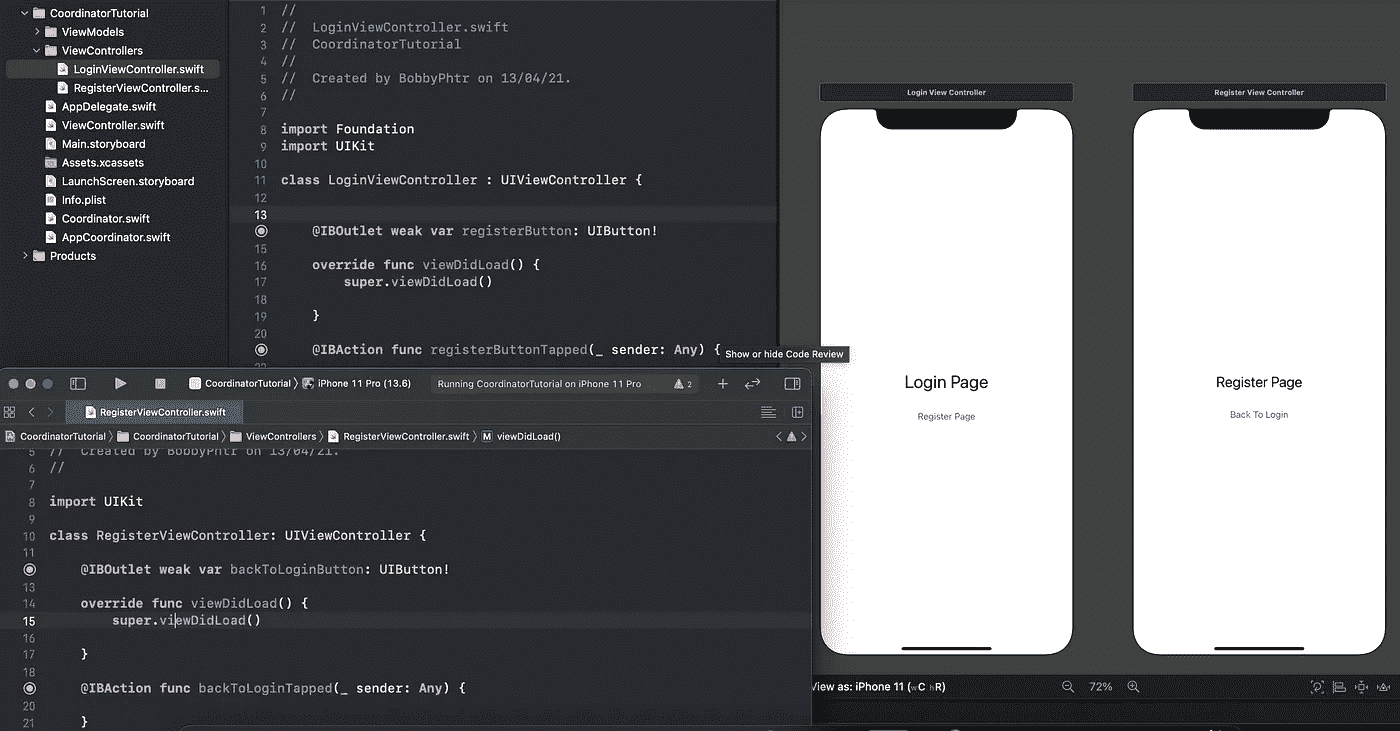 CoordinatorTutorial
ViewModels
ViewControllers
LoginViewController.swift
RegisterViewController.s...
AppDelegate.swift
ViewController.swift
Main.storyboard
Assets.xcassets
LaunchScreen.storyboard
Info.plist
Coordinator.swift
AppCoordinator.swift
Products
1 //
2 // LoginViewController.swift
3 // CoordinatorTutorial
4 //
5 // Created by BobbyPhtr on 13/04/21.
6 //
7
8 import Foundation
9 import UIKit
10
11 class LoginViewController : UIViewController {
12
13
@IBOutlet weak var registerButton: UIButton!
15
16 override func viewDidLoad() {
17 super.viewDidLoad()
18
19 }
20
@IBAction func registerButtonTapped(_ sender: Any) {
Show or hide Code Review
CoordinatorTutorial 〉 iPhone 11 Pro (13.6)
Running CoordinatorTutorial on iPhone 11 Pro
2
RegisterViewController.swift
CoordinatorTutorial 〉 CoordinatorTutorial 〉 ViewControllers 〉 RegisterViewController.swift 〉 M viewDidLoad()
5 // Created by BobbyPhtr on 13/04/21.
6 //
7
8 import UIKit
9
10 class RegisterViewController: UIViewController {
11
@IBOutlet weak var backToLoginButton: UIButton!
13
14 override func viewDidLoad() {
15 super.viewDidLoad()
16
17 }
18
@IBAction func backToLoginTapped(_ sender: Any) {
20
21 }
Login View Controller
Login Page
Register Page
Register View Controller
Register Page
Back To Login
View as: iPhone 11 (wC hR)
72%